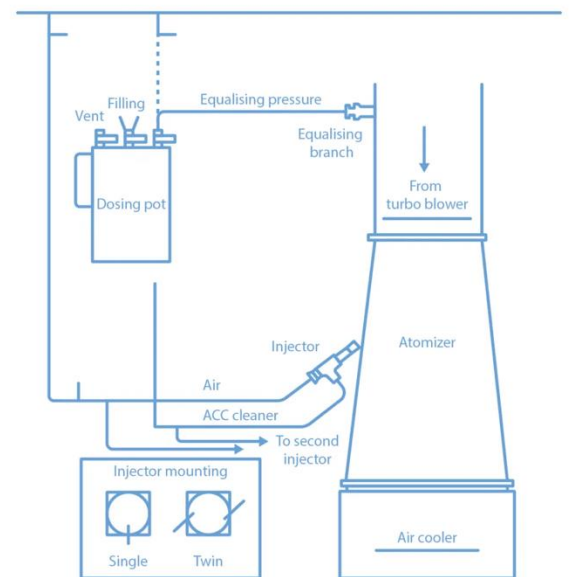 Filling
Vent
Equalising pressure
Equalising
branch
From
turbo blower
Dosing pot
Injector
Atomizer
Air
ACC cleaner
To second
injector
Injector mounting
Single
Twin
Air cooler